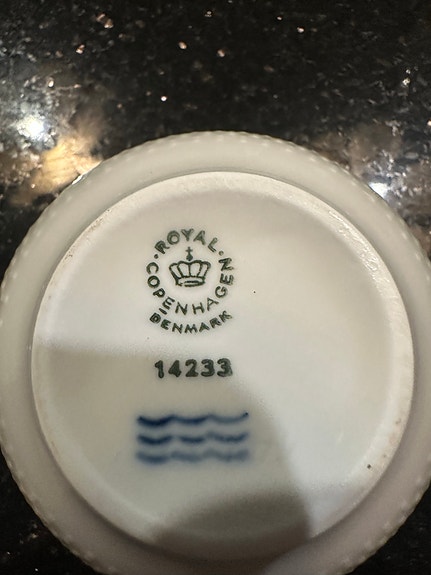 ROYAL
COPENHAGEN
DENMARK
14233